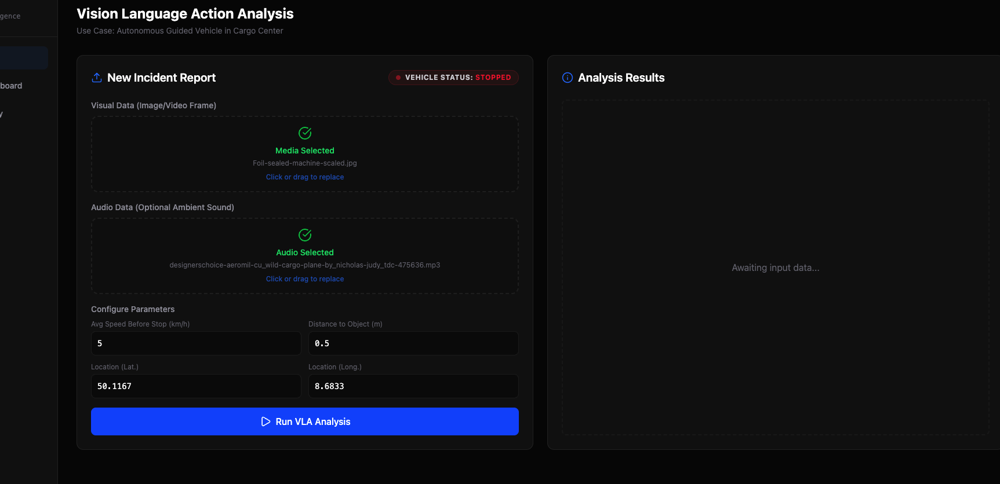 gence
board
y
Vision Language Action Analysis
Use Case: Autonomous Guided Vehicle in Cargo Center
New Incident Report
VEHICLE STATUS: STOPPED
Visual Data (Image/Video Frame)
Media Selected
Foil-sealed-machine-scaled.jpg
Click or drag to replace
Audio Data (Optional Ambient Sound)
Audio Selected
designerschoice-aeromil-cu_wild-cargo-plane-by_nicholas-judy_tdc-475636.mp3
Click or drag to replace
Configure Parameters
Avg Speed Before Stop (km/h)
5
Distance to Object (m)
0.5
Location (Lat.)
50.1167
Location (Long.)
8.6833
Run VLA Analysis
Analysis Results
Awaiting input data...